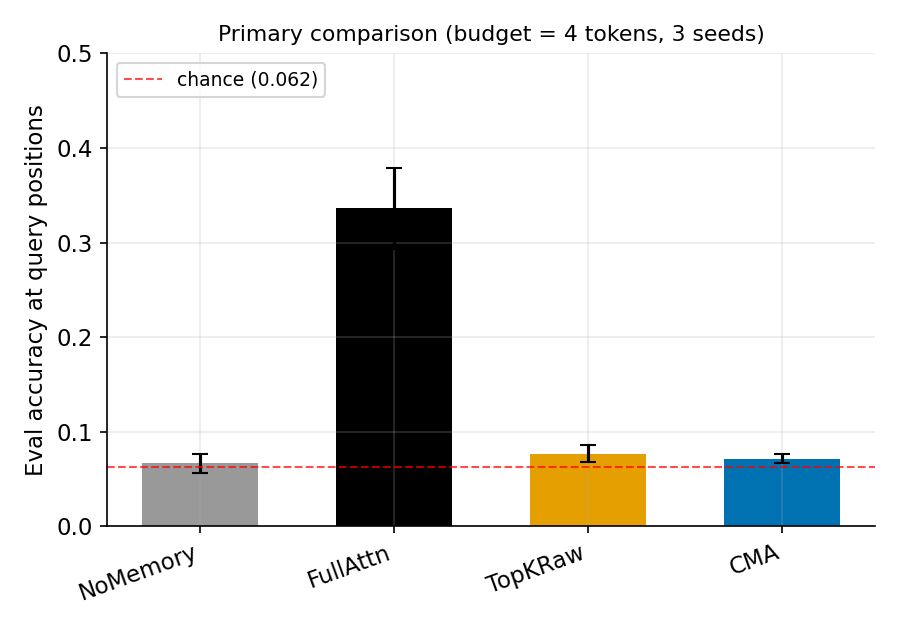 Primary comparison (budget = 4 tokens, 3 seeds)
chance (0.062)
Eval accuracy at query positions
0.5
0.4
0.3
0.2
0.1
0.0
NoMemory
FullAttn
TopKRaw
CMA